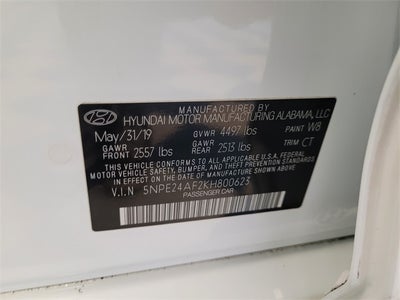 MANUFACTURED BY
HYUNDAI MOTOR MANUFACTURING ALABAMA, LLC
May/31/19 GVWR 4497 lbs PAINT W8
GAWR FRONT 2557 lbs GAWR REAR 2513 lbs TRIM CT
THIS VEHICLE CONFORMS TO ALL APPLICABLE U.S. FEDERAL
MOTOR VEHICLE SAFETY, BUMPER, AND THEFT PREVENTION STANDARDS
IN EFFECT ON THE DATE OF MANUFACTURE SHOWN ABOVE.
V.I.N 5NPE24AF2KH800623
PASSENGER CAR